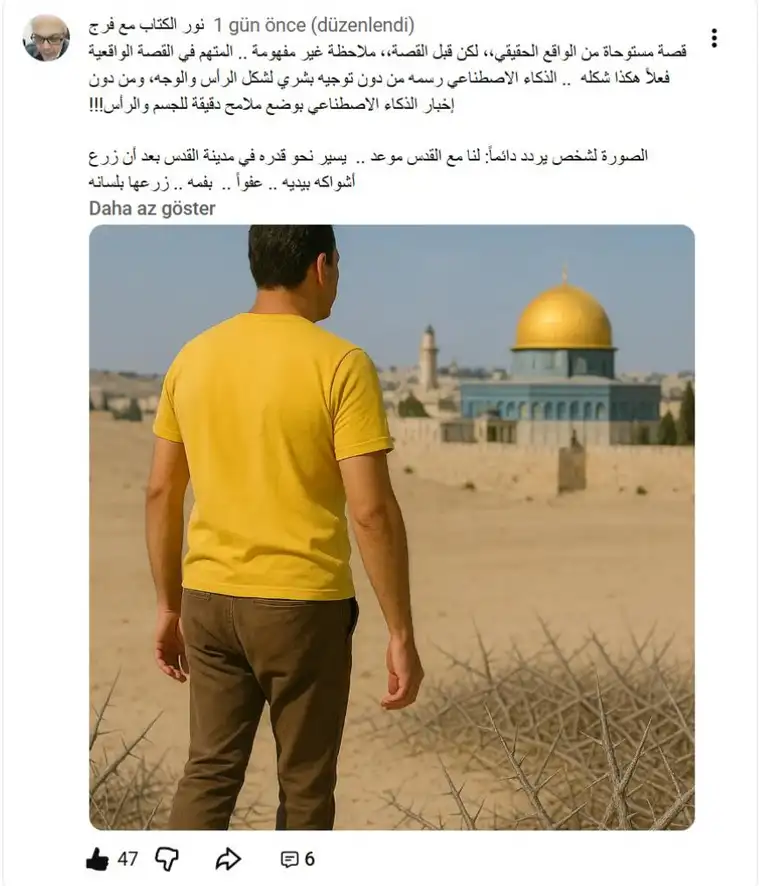 نور الكتاب مع فرج 1 gün önce (düzenlendi)
قصة مستوحاة من الواقع الحقيقي،، لكن قبل القصة،، ملاحظة غير مفهومة .. المتهم في القصة الواقعية
فعلاً هكذا شكله .. الذكاء الاصطناعي رسمه من دون توجيه بشري لشكل الرأس والوجه، ومن دون
إخبار الذكاء الاصطناعي بوضع ملامح دقيقة للجسم والرأس!!!
الصورة لشخص يردد دائماً: لنا مع القدس موعد .. يسير نحو قدره في مدينة القدس بعد أن زرع
أشواكه بيديه .. عفواً .. بفمه .. زرعها بلسانه
Daha az göster
47 6